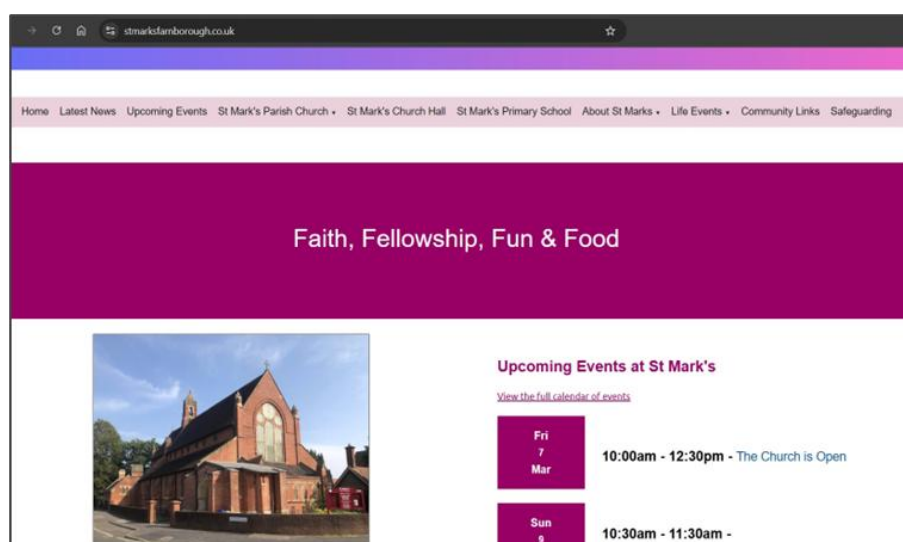 stmarksfarnborough.co.uk
Home Latest News Upcoming Events St Mark's Parish Church St Mark's Church Hall St Mark's Primary School About St Marks Life Events Community Links Safeguarding
Faith, Fellowship, Fun & Food
Upcoming Events at St Mark's
View the full calendar of events
Fri
7
Mar
10:00am - 12:30pm - The Church is Open
Sun
9
10:30am - 11:30am -